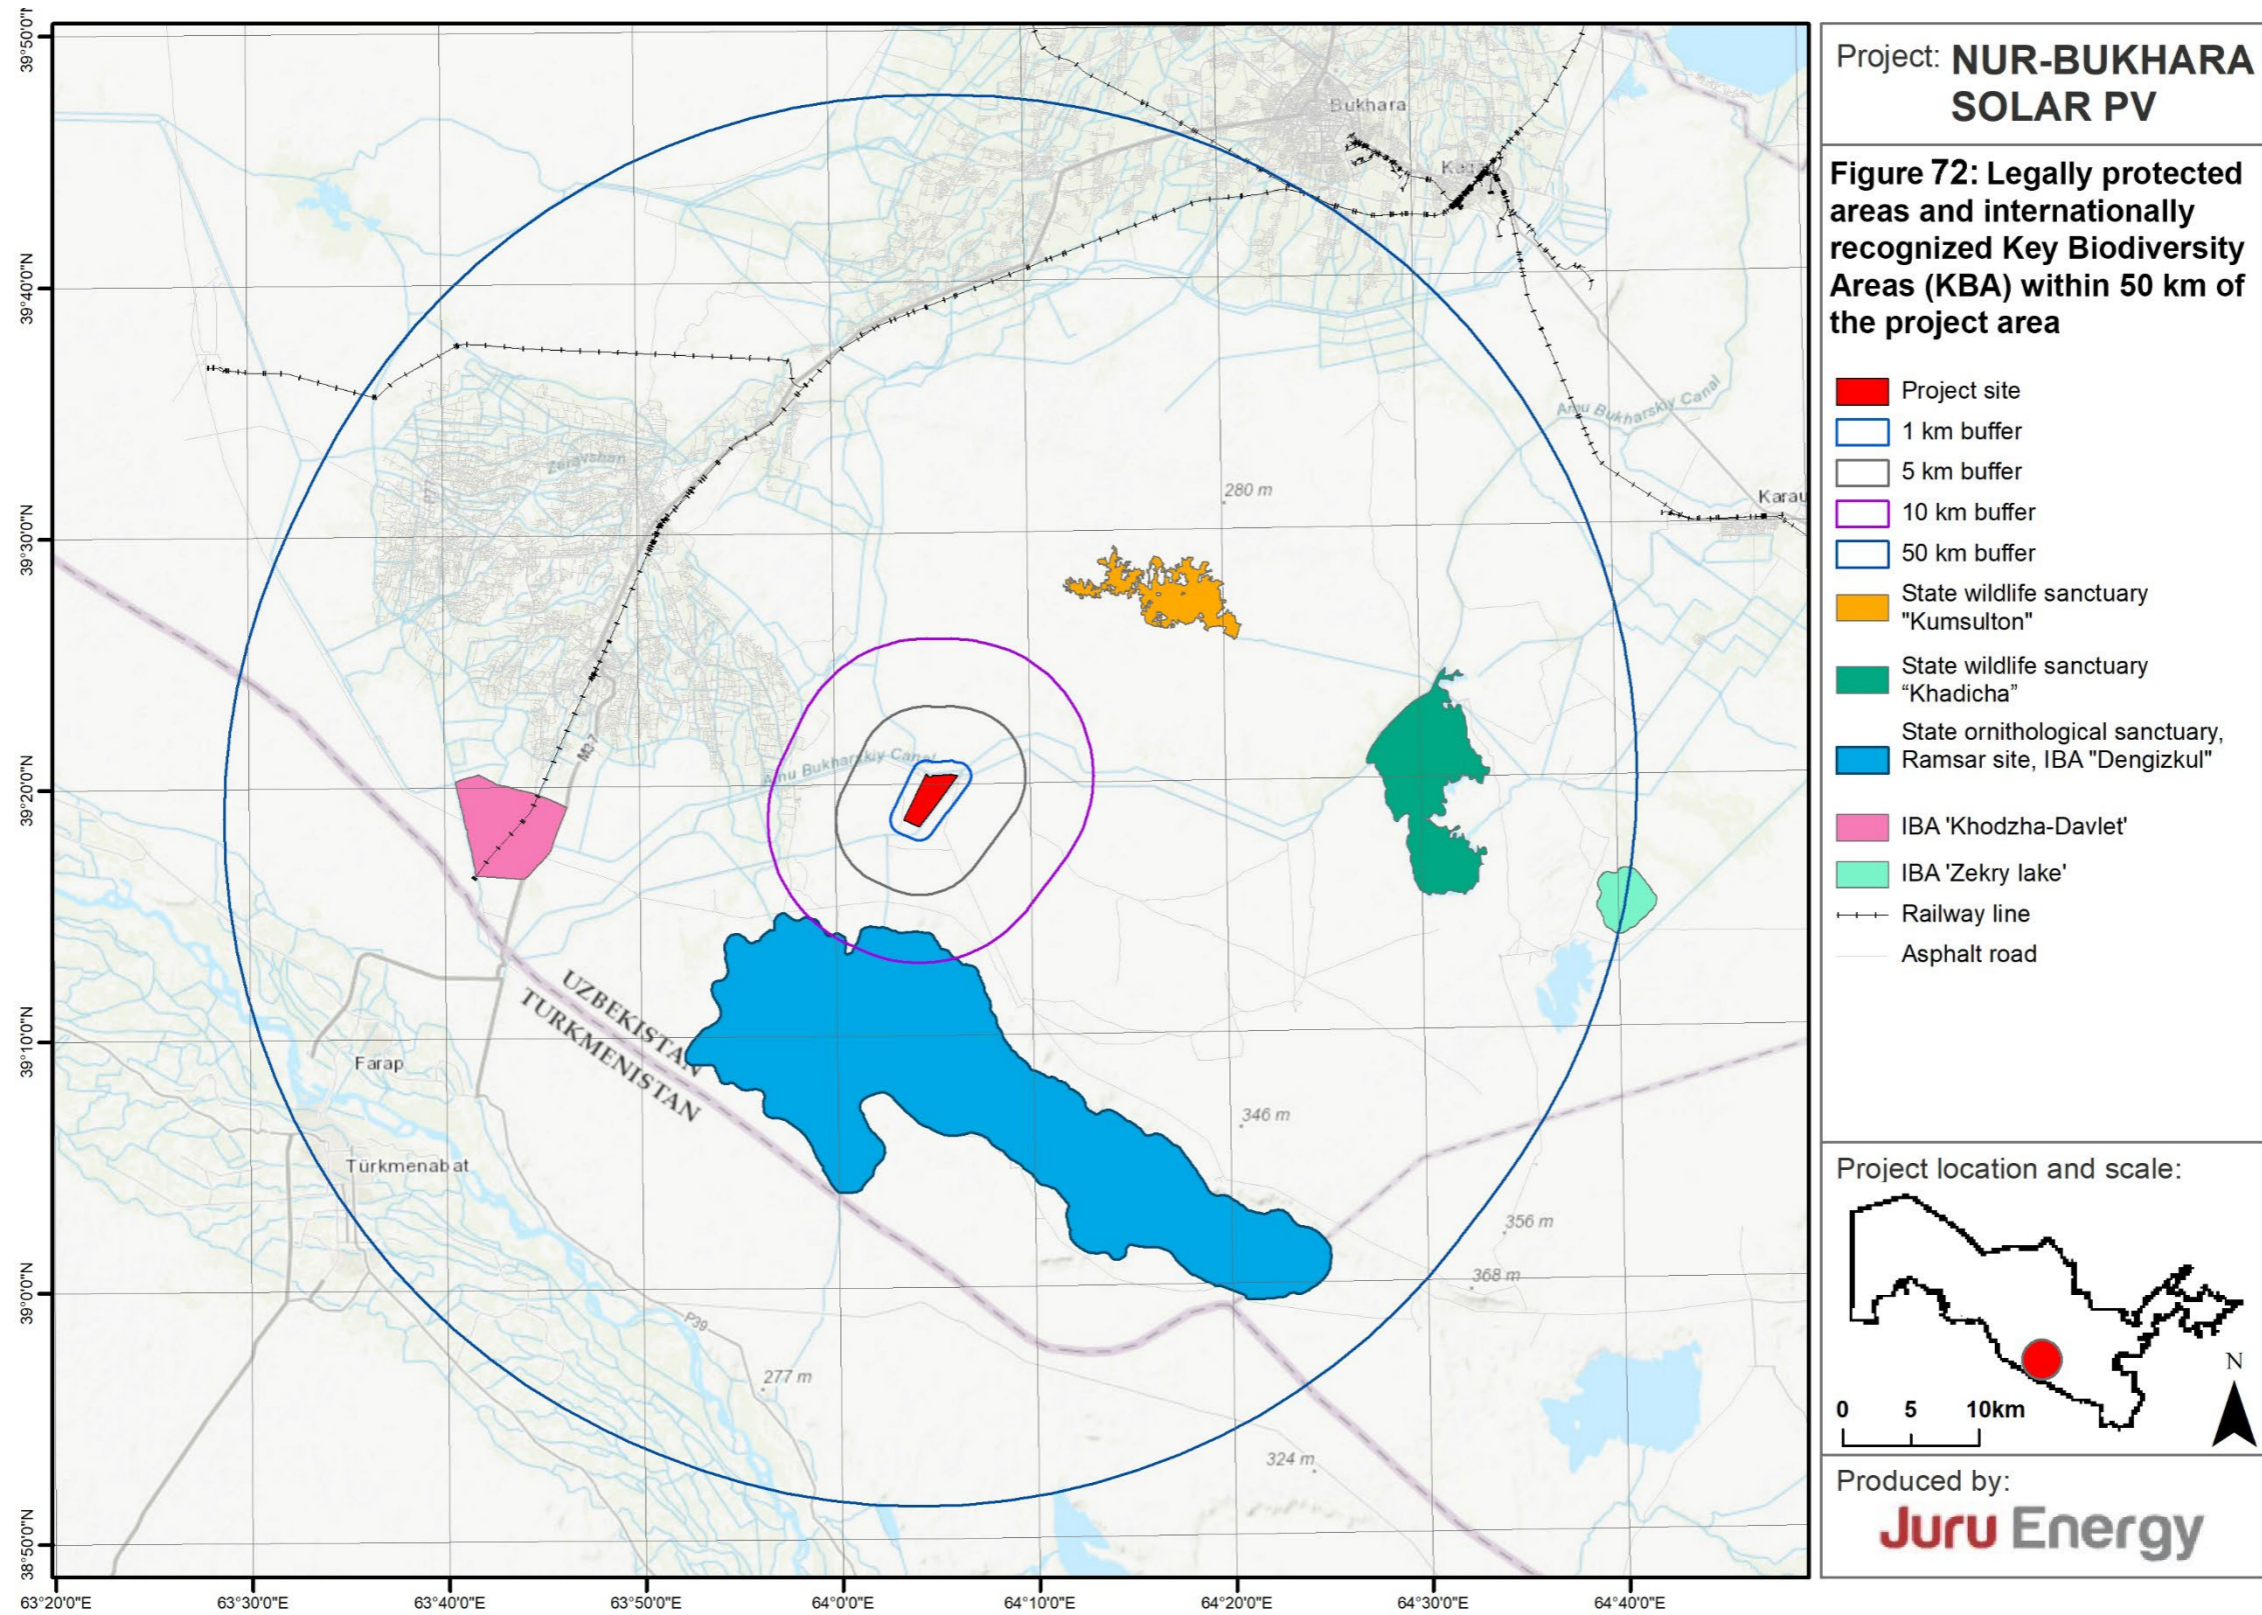 39°50'0"N
39°40'0"N
39°30'0"N
39°20'0"N
39°10'0"N
39°0'0"N
38°50'0"N
63°20'0"E
63°30'0"E
63°40'0"E
63°50'0"E
64°0'0"E
64°10'0"E
64°20'0"E
64°30'0"E
64°40'0"E
Bukhara
Amu Bukharskiy Canal
Karau
Zaravshan
280 m
M37
Amu Bukharskiy Canal
UZBEKISTAN
TURKMENISTAN
Farap
Türkmenabat
346 m
356 m
368 m
P39
277 m
324 m
Project: NUR-BUKHARA
SOLAR PV
Figure 72: Legally protected
areas and internationally
recognized Key Biodiversity
Areas (KBA) within 50 km of
the project area
Project site
1 km buffer
5 km buffer
10 km buffer
50 km buffer
State wildlife sanctuary
"Kumsulton"
State wildlife sanctuary
“Khadicha”
State ornithological sanctuary,
Ramsar site, IBA "Dengizkul"
IBA 'Khodzha-Davlet'
IBA 'Zekry lake'
Railway line
Asphalt road
Project location and scale:
N
0 5 10km
Produced by:
Juru Energy